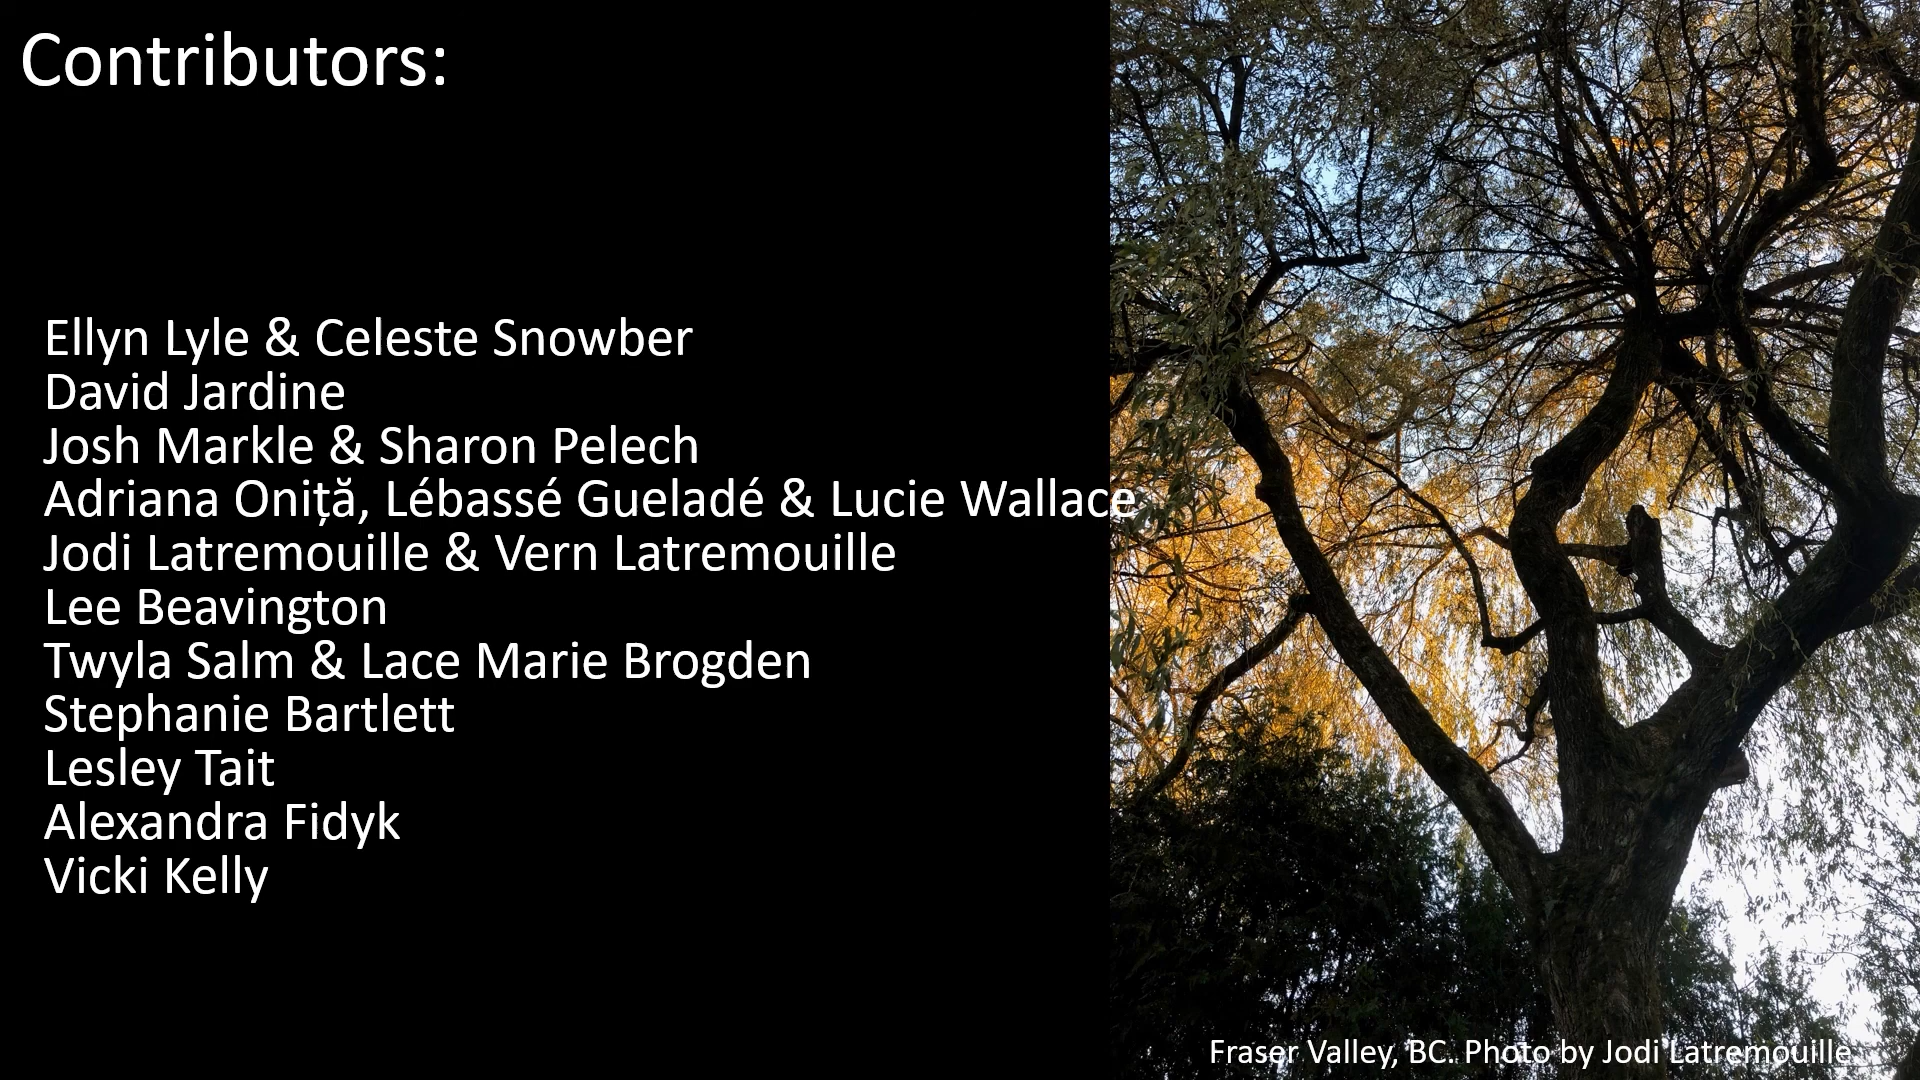 Contributors:
Ellyn Lyle & Celeste Snowber
David Jardine
Josh Markle & Sharon Pelech
Adriana Oniță, Lébassé Gueladé & Lucie Wallace
Jodi Latremouille & Vern Latremouille
Lee Beavington
Twyla Salm & Lace Marie Brogden
Stephanie Bartlett
Lesley Tait
Alexandra Fidyk
Vicki Kelly
Fraser Valley, BC. Photo by Jodi Latremouille